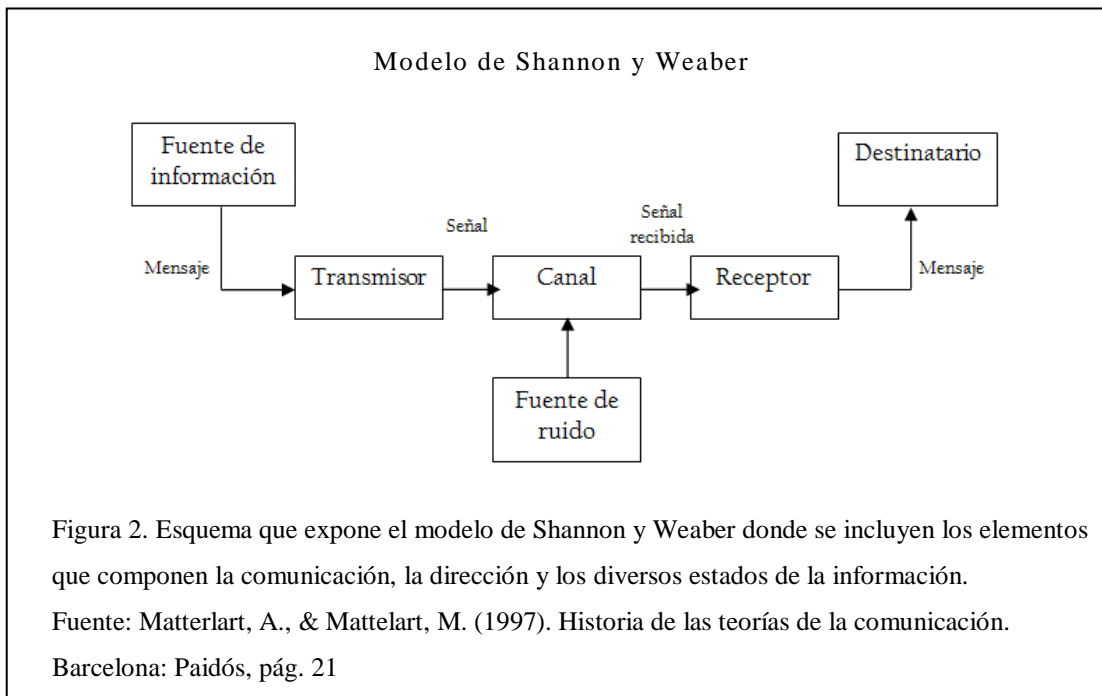 Modelo de Shannon y Weaber
Fuente de
información
Destinatario
Señal
Señal
recibida
Mensaje
Transmisor
Canal
Receptor
Mensaje
Fuente de
ruido
Figura 2. Esquema que expone el modelo de Shannon y Weaber donde se incluyen los elementos
que componen la comunicación, la dirección y los diversos estados de la información.
Fuente: Matterlart, A., & Mattelart, M. (1997). Historia de las teorías de la comunicación.
Barcelona: Paidós, pág. 21